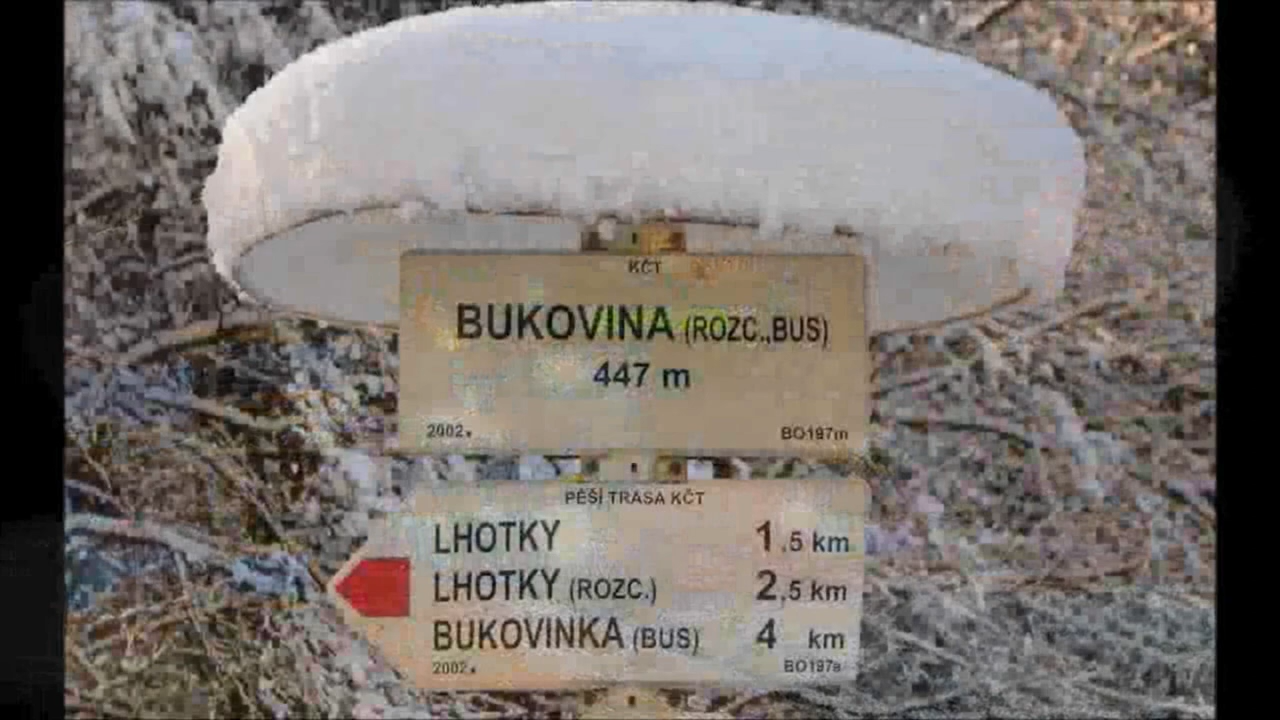 KČT
BUKOVINA (ROZC.,BUS)
447 m
2002. BO197m
PĚŠÍ TRASA KČT
LHOTKY 1,5 km
LHOTKY (ROZC.) 2,5 km
BUKOVINKA (BUS) 4 km
2002. BO197a